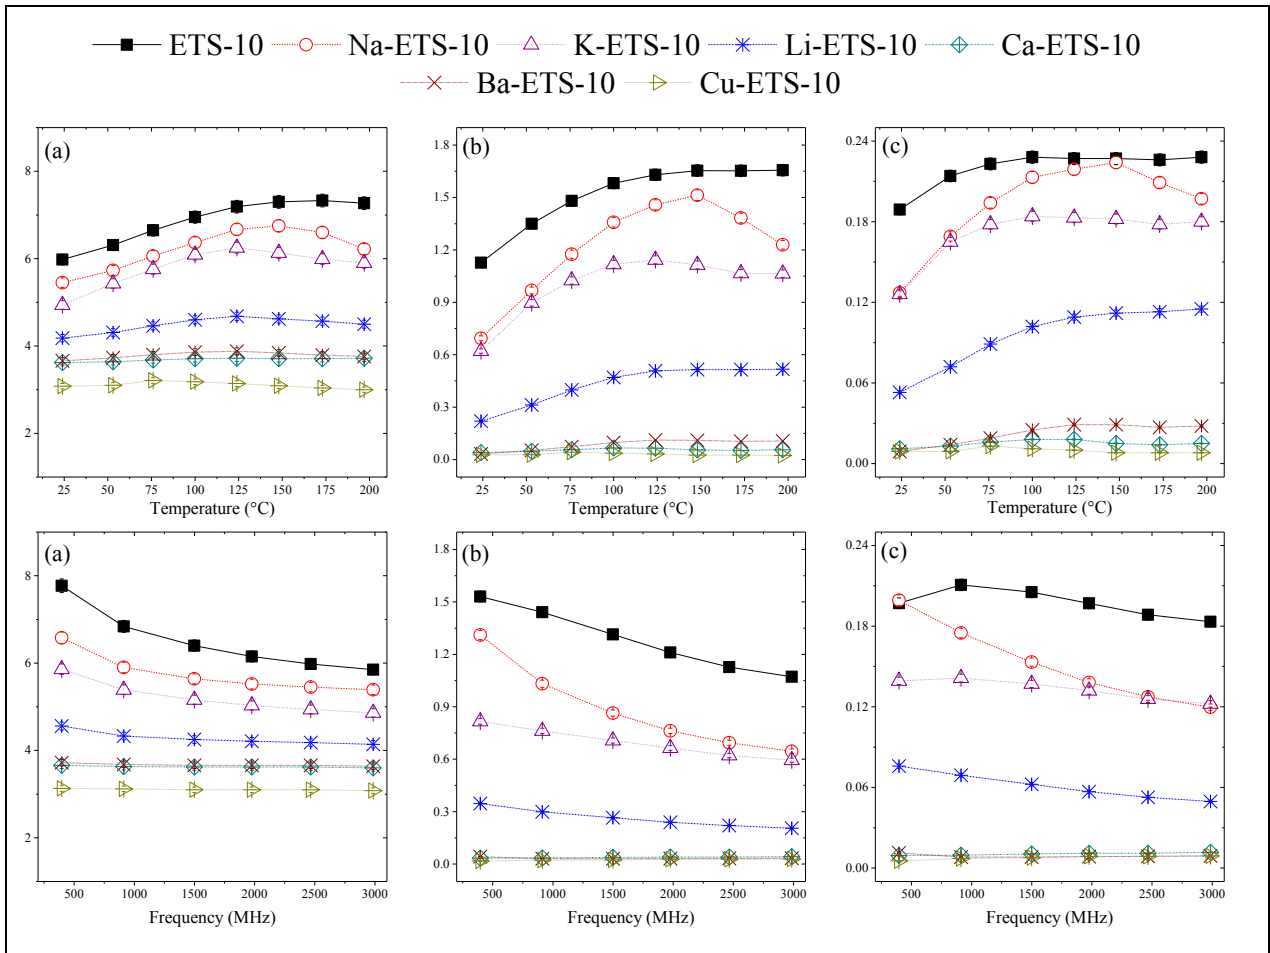 ETS-10 Na-ETS-10 K-ETS-10 Li-ETS-10 Ca-ETS-10
Ba-ETS-10 Cu-ETS-10
(a) (b) (c)
8 1.8 0.24
6 1.5 0.18
4 1.2 0.12
2 0.9 0.06
0.6 0.00
0.3
0.0
25 50 75 100 125 150 175 200 25 50 75 100 125 150 175 200 25 50 75 100 125 150 175 200
Temperature (°C) Temperature (°C) Temperature (°C)
(a) (b) (c)
8 1.8 0.24
6 1.5 0.18
4 1.2 0.12
2 0.9 0.06
0.6 0.00
0.3
0.0
500 1000 1500 2000 2500 3000 500 1000 1500 2000 2500 3000 500 1000 1500 2000 2500 3000
Frequency (MHz) Frequency (MHz) Frequency (MHz)